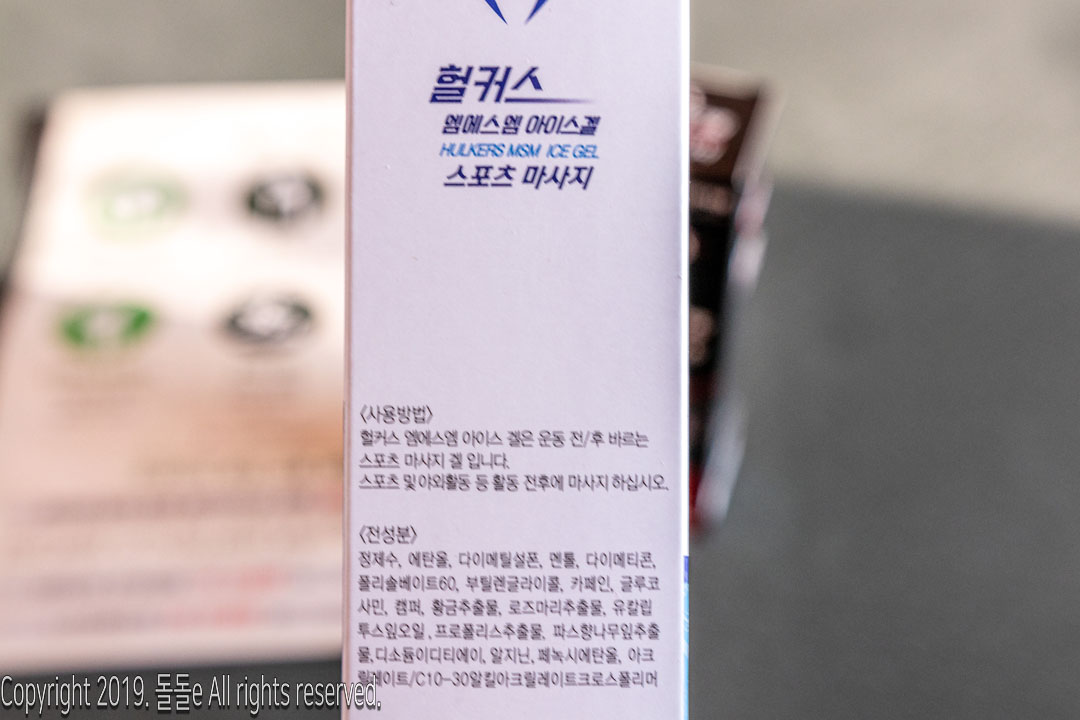 헐커스
엠에스엠 아이스겔
HULKERS MSM ICE GEL
스포츠 마사지
<사용방법>
헐커스 엠에스엠 아이스 겔은 운동 전/후 바르는
스포츠 마사지 겔 입니다.
스포츠 및 야외활동 등 활동 전후에 마사지 하십시오.
<전성분>
정제수, 에탄올, 다이메틸설폰, 멘톨, 다이메티콘,
폴리솔베이트60, 부틸렌글라이콜, 카페인, 글루코
사민, 캠퍼, 황금추출물, 로즈마리추출물, 유칼립
투스잎오일, 프로폴리스추출물, 파스향나무잎추출
물,디소듐이디티에이, 알지닌, 페녹시에탄올, 아크
릴레이트/C10-30알킬아크릴레이트크로스폴리머
Copyright 2019. 돌돌e All rights reserved.